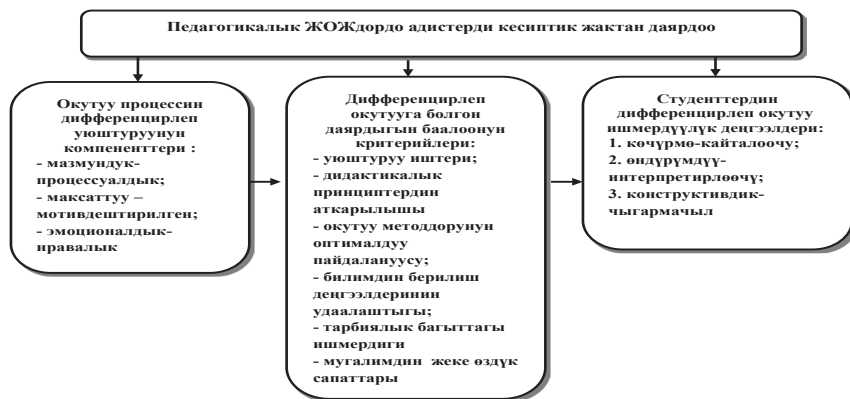 Педагогикалык ЖОЖдордо адистерди кесиптик жактан даярдоо
Окутуу процессин
дифференцирлеп
уюштуруунун
компоненттери :
- мазмундук-
процессуалдык;
- максаттуу –
мотивдештирилген;
- эмоционалдык-
нравалык
Дифференцирлеп
окутууга болгон
даярдыгын баалоонун
критерийлери:
- уюштуруу иштери;
- дидактикалык
принциптердин
аткарылышы
- окутуу методдорунун
оптималдуу
пайдалануусу;
- билимдин берилиш
деңгээлдеринин
удаалаштыгы;
- тарбиялык багыттагы
ишмердиги
- мугалимдин жеке өздүк
сапаттары
Студенттердин
дифференцирлеп окутуу
ишмердүүлүк деңгээлдери:
1. көчүрмө-кайталоочу;
2. өндүрүмдүү-
интерпретирлөөчү;
3. конструктивдик-
чыгармачыл